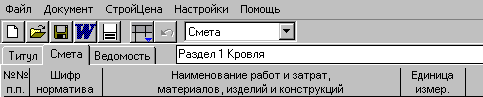 Файл Документ СтройЦена Настройки Помощь
W Смета
Титул Смета Ведомость Раздел 1 Кровля
№№ п.п. Шифр норматива Наименование работ и затрат, материалов, изделий и конструкций Единица измер.